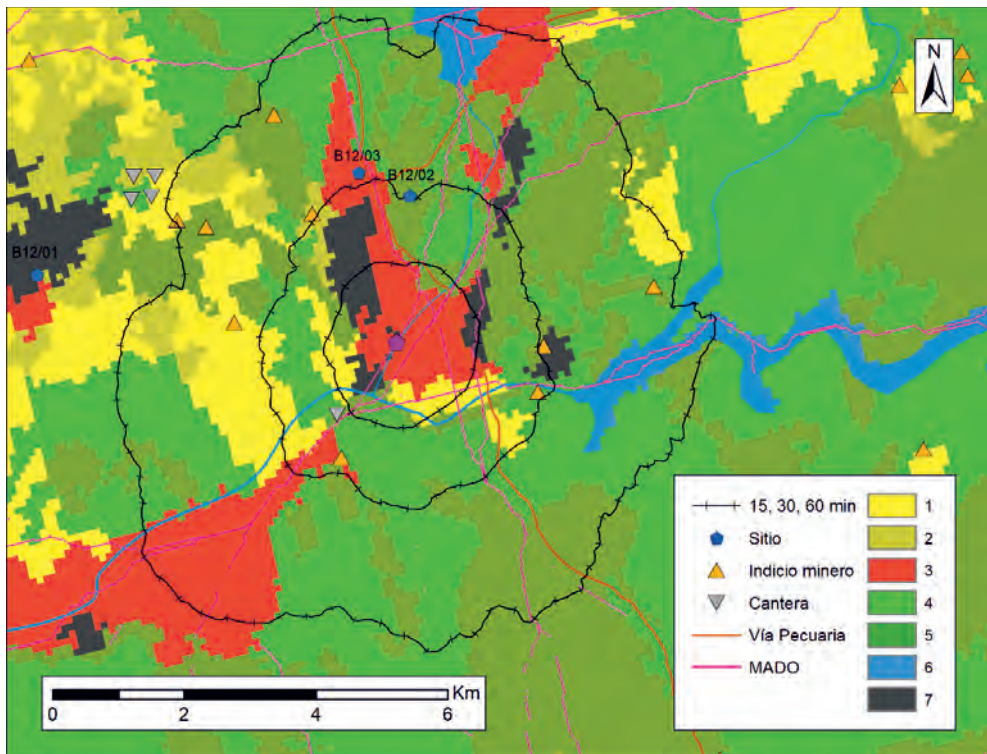 N
B12/03
B12/02
B12/01
15, 30, 60 min
Sitio
Indicio minero
Cantera
Vía Pecuaria
MADO
1
2
3
4
5
6
7
Km
0 2 4 6